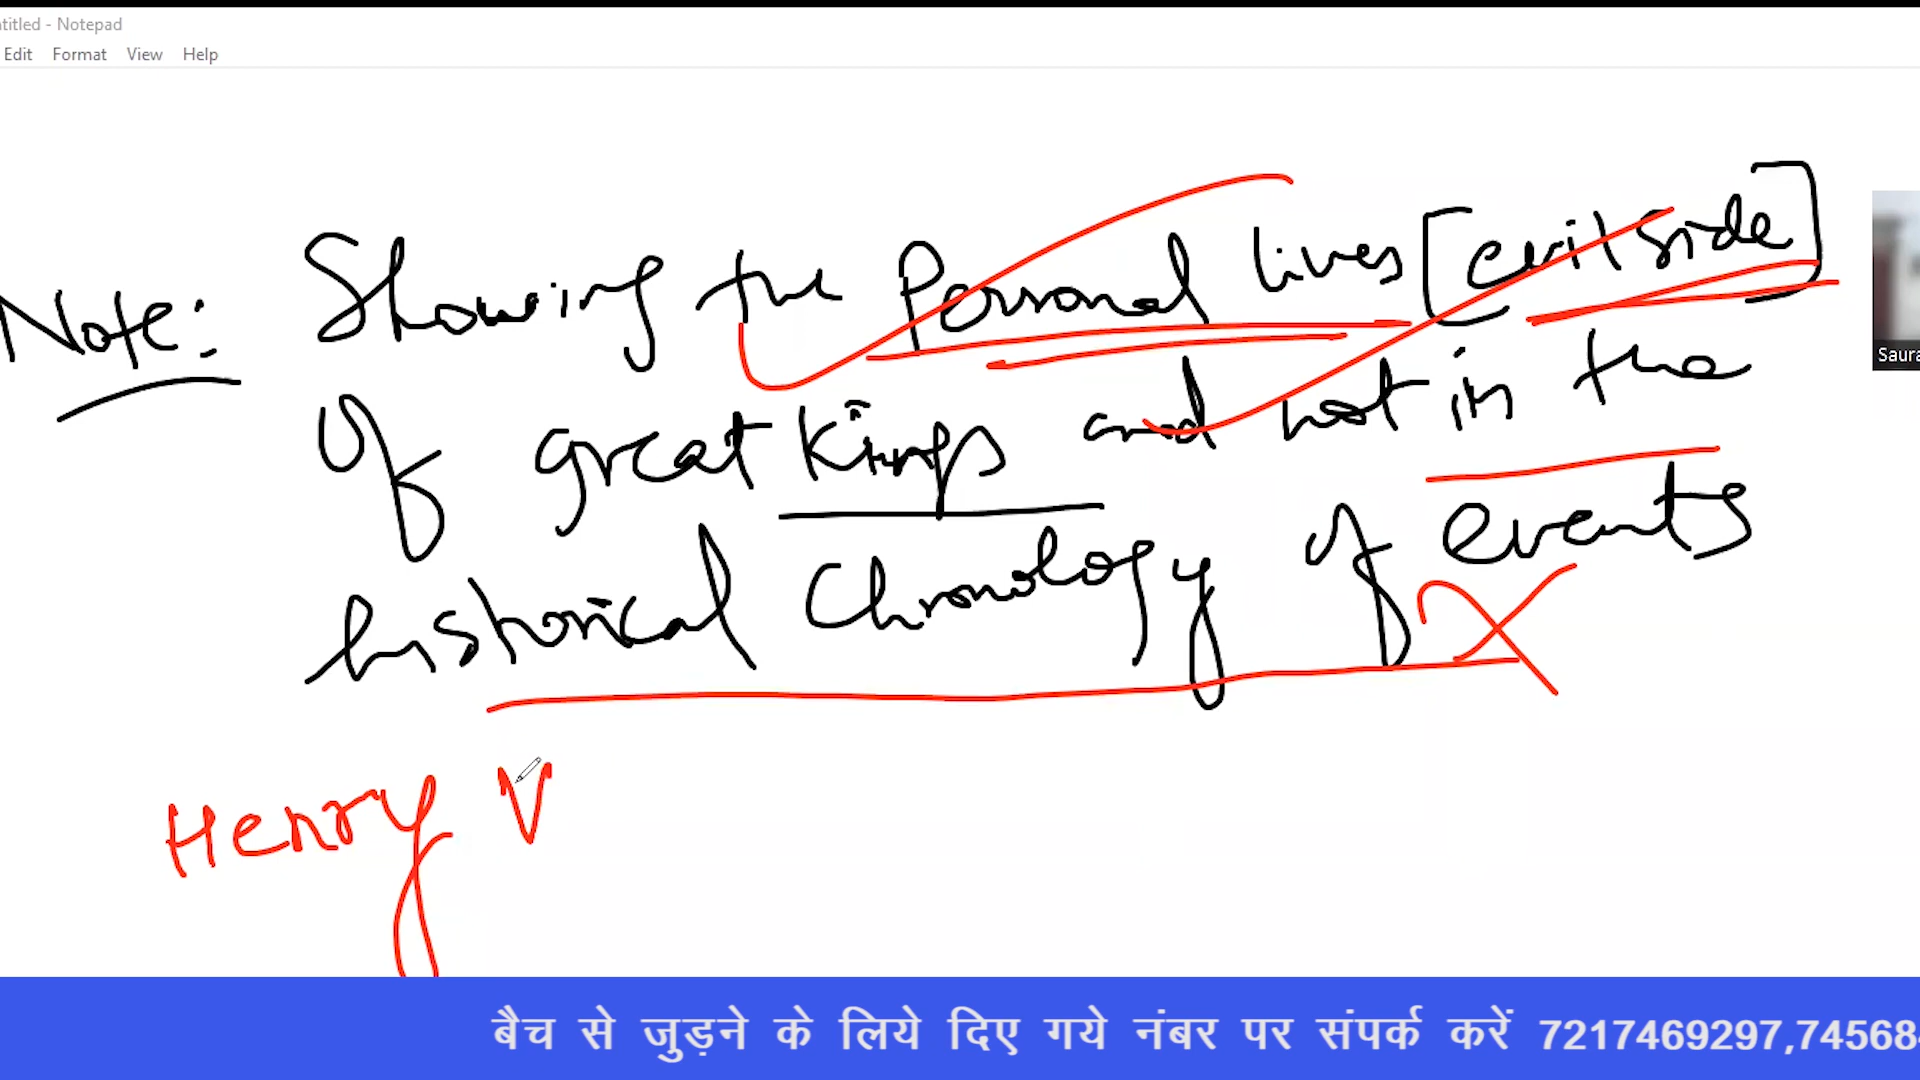 ntitled - Notepad
Edit Format View Help
Note: Showing the Personal lives [evil side]
Of great Kings and not in the
historical Chronology of events
Henry V
Saura
बैच से जुड़ने के लिये दिए गये नंबर पर संपर्क करें 7217469297,74568